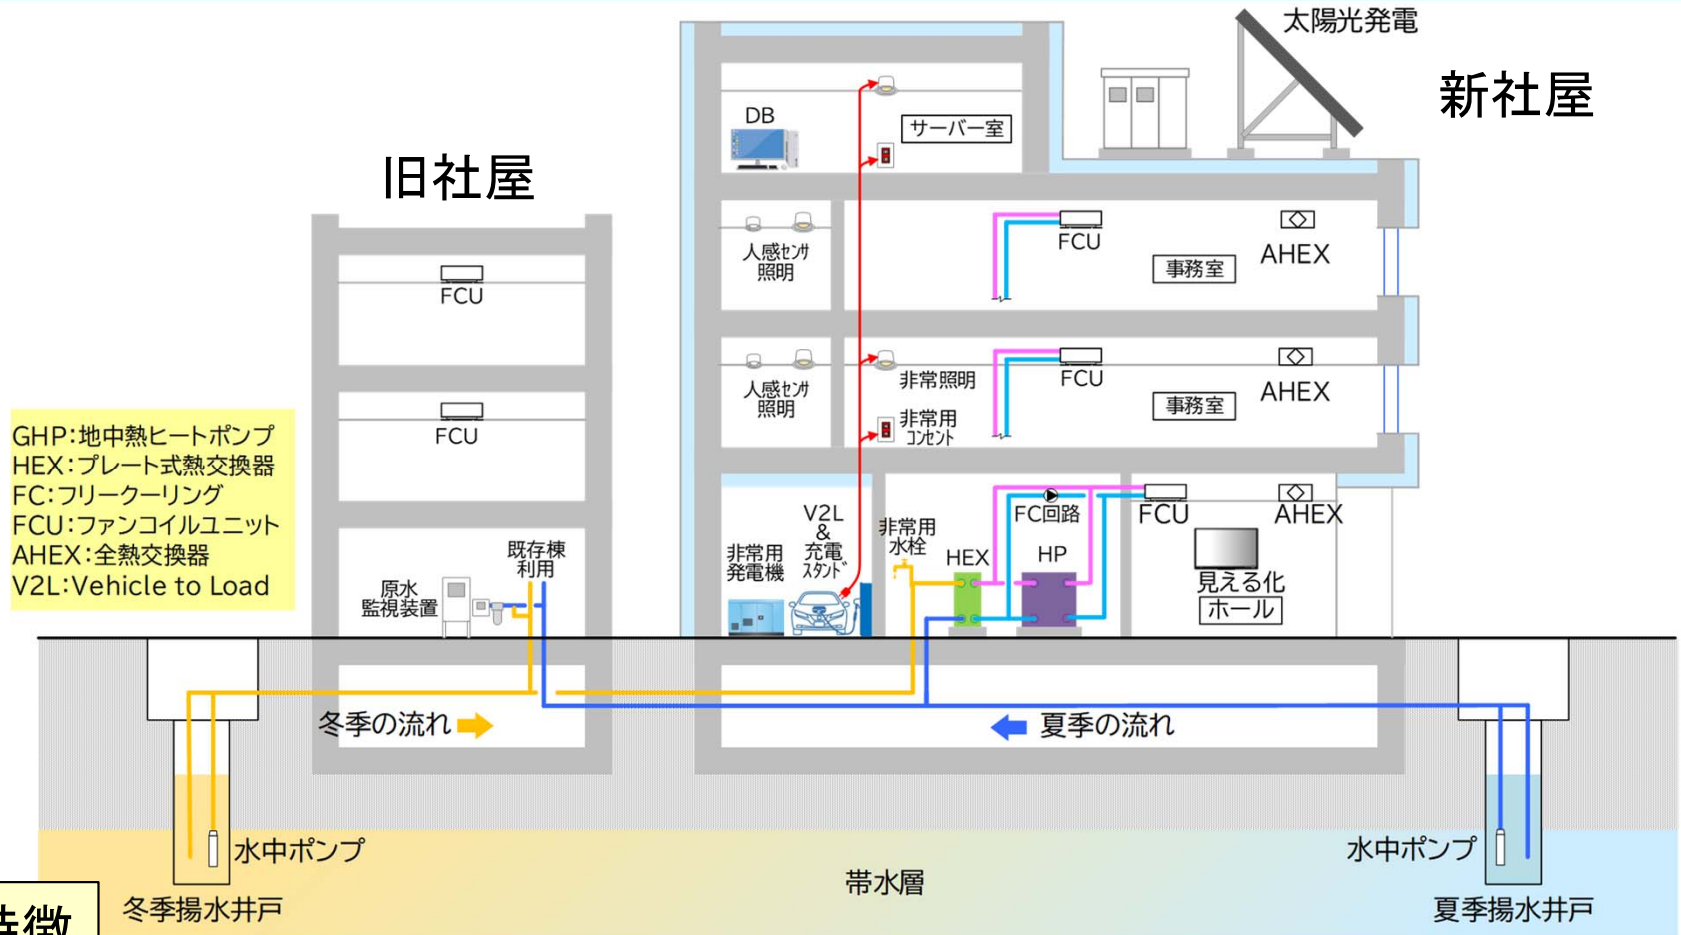 太陽光発電
新社屋
旧社屋
DB
サーバー室
人感ｾﾝｻ
照明
FCU
事務室
AHEX
FCU
人感ｾﾝｻ
照明
非常照明
FCU
事務室
AHEX
非常用
ｺﾝｾﾝﾄ
FCU
GHP:地中熱ヒートポンプ
HEX:プレート式熱交換器
FC:フリークーリング
FCU:ファンコイルユニット
AHEX:全熱交換器
V2L:Vehicle to Load
原水
監視装置
既存棟
利用
非常用
発電機
V2L
&
充電
ｽﾀﾝﾄﾞ
非常用
水栓
HEX
FC回路
HP
FCU
AHEX
見える化
ホール
冬季の流れ
夏季の流れ
水中ポンプ
水中ポンプ
帯水層
冬季揚水井戸
夏季揚水井戸
特徴